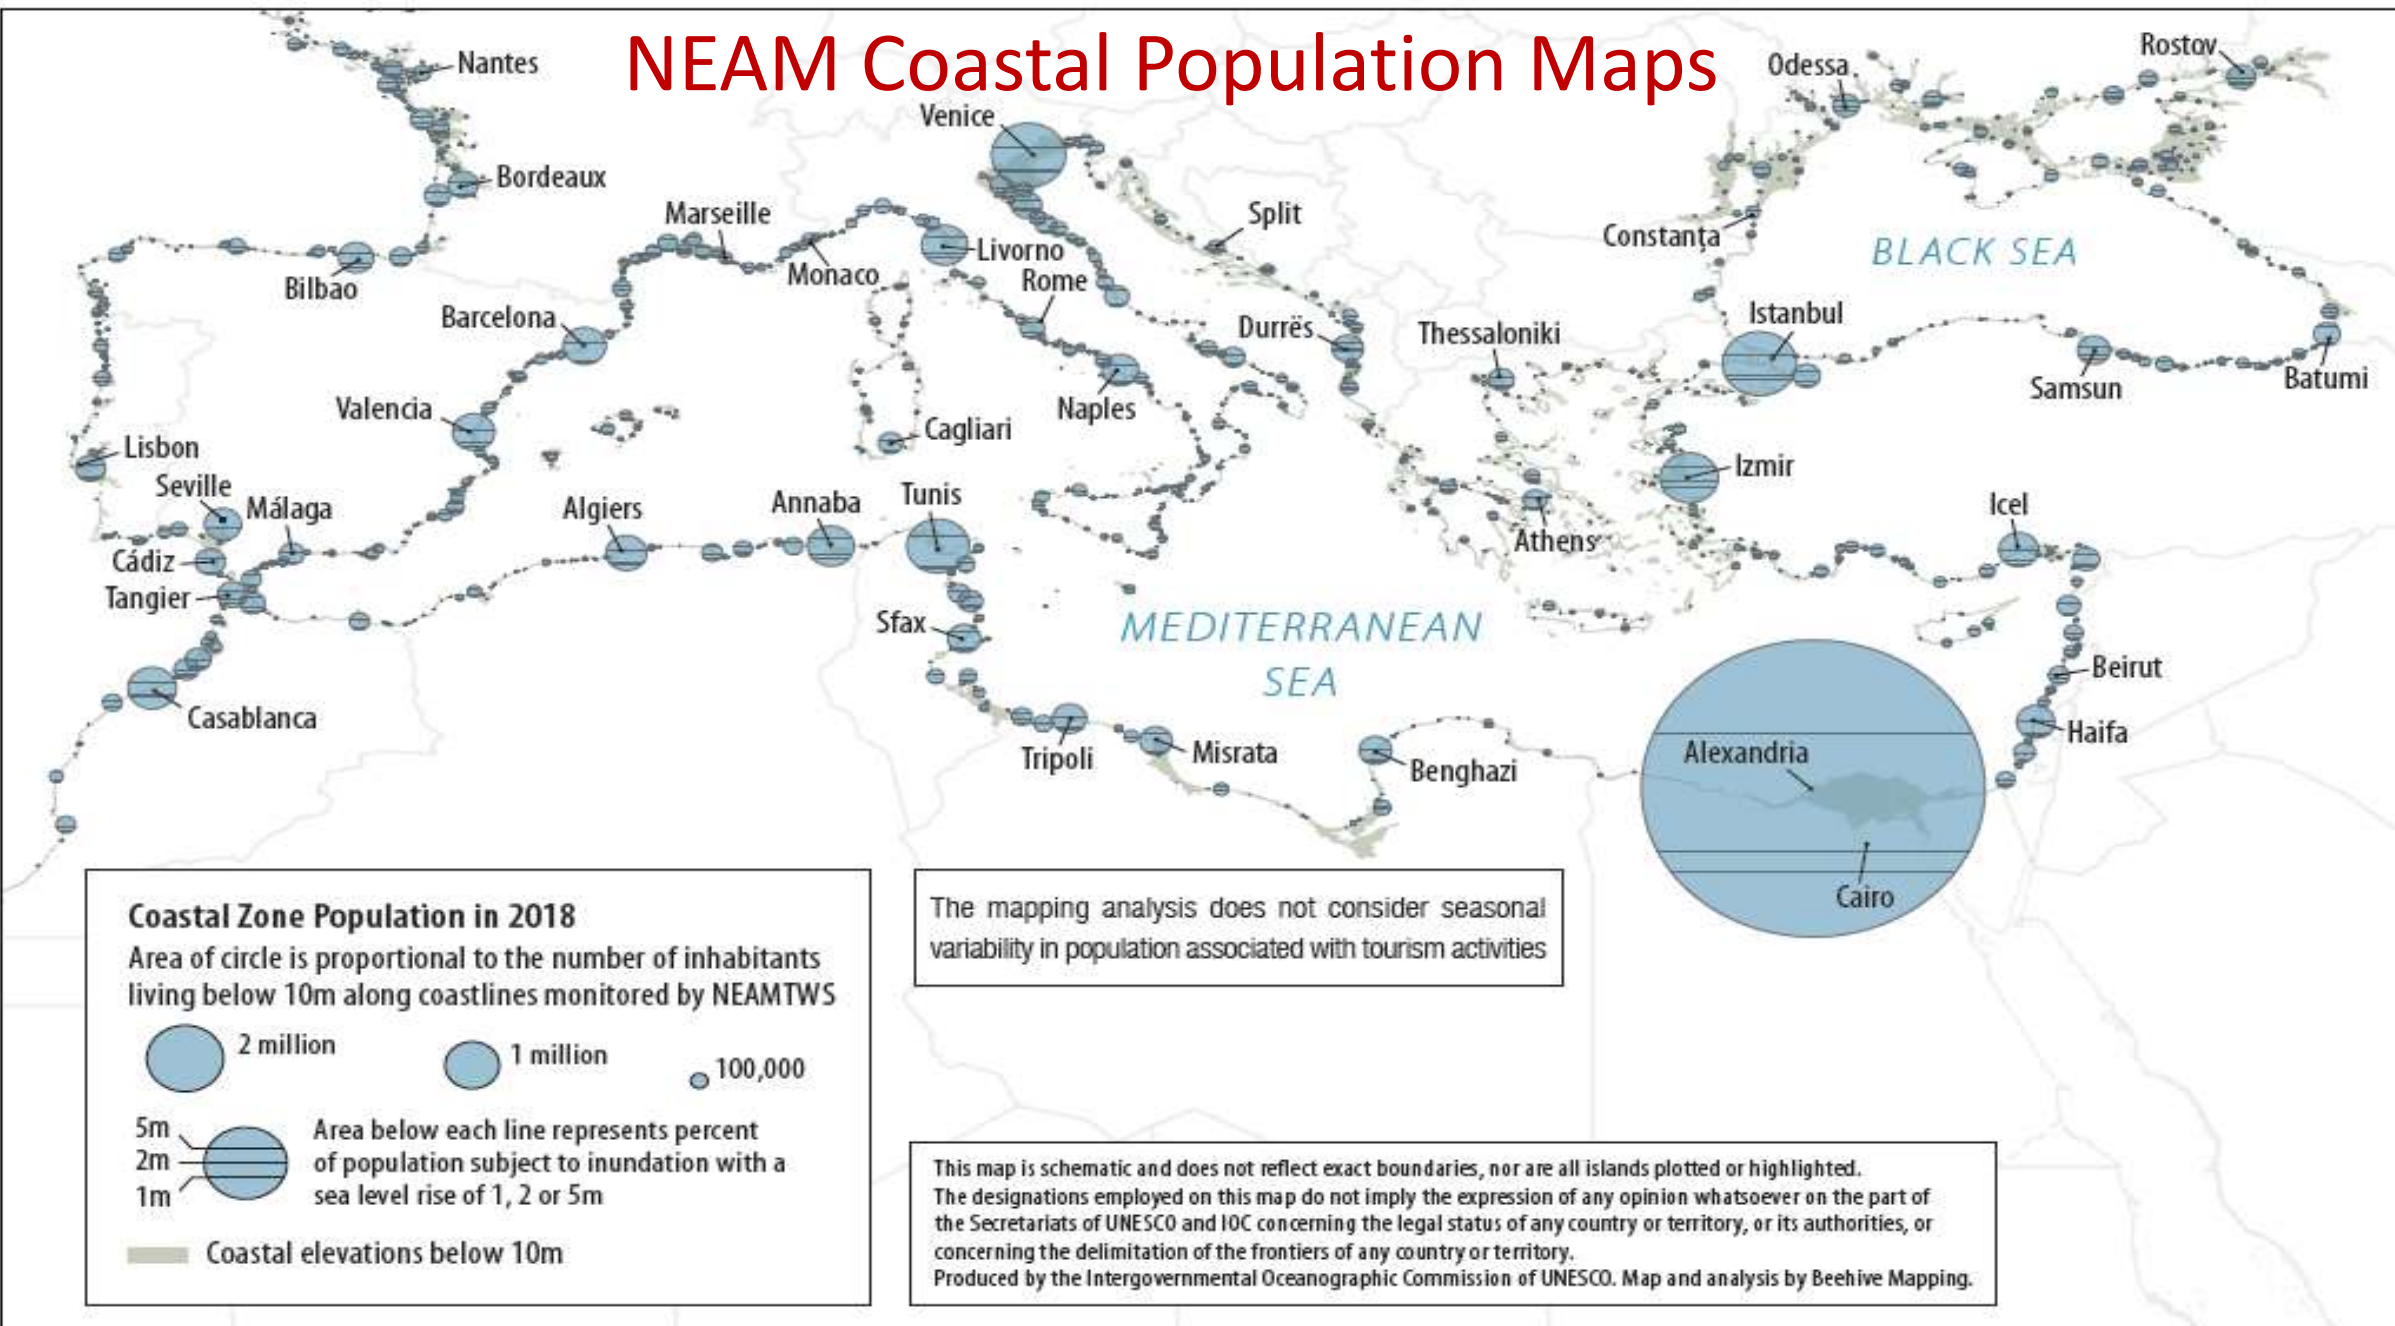 NEAM Coastal Population Maps
Nantes
Bordeaux
Bilbao
Marseille
Monaco
Barcelona
Valencia
Lisbon
Seville
Málaga
Cádiz
Tangier
Casablanca
Venice
Livorno
Rome
Naples
Cagliari
Split
Durrës
Thessaloniki
Athens
Algiers
Annaba
Tunis
Sfax
Tripoli
Misrata
Benghazi
Odessa
Rostov
Constanța
BLACK SEA
Istanbul
Samsun
Batumi
Izmir
Icel
Beirut
Haifa
MEDITERRANEAN
SEA
Alexandria
Cairo
Coastal Zone Population in 2018
Area of circle is proportional to the number of inhabitants
living below 10m along coastlines monitored by NEAMTWS
2 million
1 million
100,000
5m
2m
1m
Area below each line represents percent
of population subject to inundation with a
sea level rise of 1, 2 or 5m
Coastal elevations below 10m
The mapping analysis does not consider seasonal
variability in population associated with tourism activities
This map is schematic and does not reflect exact boundaries, nor are all islands plotted or highlighted.
The designations employed on this map do not imply the expression of any opinion whatsoever on the part of
the Secretariats of UNESCO and IOC concerning the legal status of any country or territory, or its authorities, or
concerning the delimitation of the frontiers of any country or territory.
Produced by the Intergovernmental Oceanographic Commission of UNESCO. Map and analysis by Beehive Mapping.